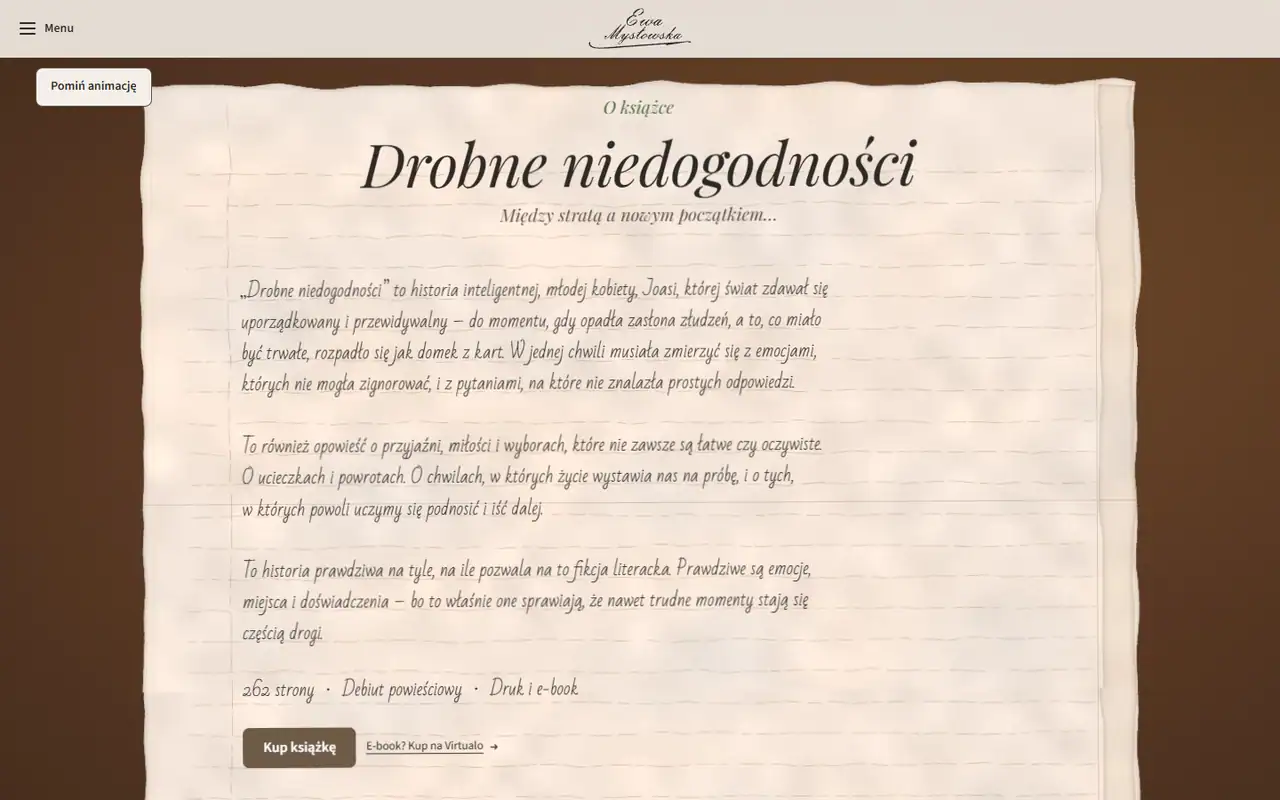 Menu
Ewa
Mysłowska
Pomiń animację
O książce
Drobne niedogodności
Między stratą a nowym początkiem...
„Drobne niedogodności” to historia inteligentnej, młodej kobiety, Joasi, której świat zdawał się
uporządkowany i przewidywalny – do momentu, gdy opadła zasłona złudzeń, a to, co miało
być trwałe, rozpadło się jak domek z kart. W jednej chwili musiała zmierzyć się z emocjami,
których nie mogła zignorować, i z pytaniami, na które nie znalazła prostych odpowiedzi.
To również opowieść o przyjaźni, miłości i wyborach, które nie zawsze są łatwe czy oczywiste.
O ucieczkach i powrotach. O chwilach, w których życie wystawia nas na próbę, i o tych,
w których powoli uczymy się podnosić i iść dalej.
To historia prawdziwa na tyle, na ile pozwala na to fikcja literacka. Prawdziwe są emocje,
miejsca i doświadczenia – bo to właśnie one sprawiają, że nawet trudne momenty stają się
częścią drogi.
262 strony · Debiut powieściowy · Druk i e-book
Kup książkę
E-book? Kup na Virtualo →